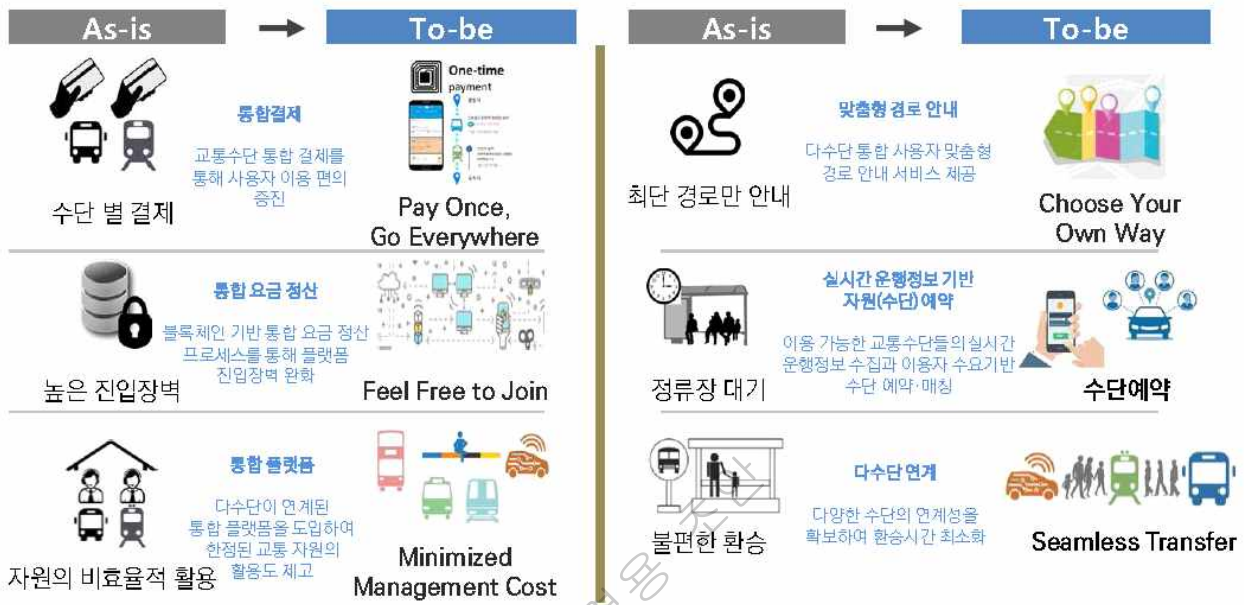 As-is
To-be
통합결제
One-time
payment
교통수단 통합 결제를
통해 사용자 이용 편의
증진
수단 별 결제
Pay Once,
Go Everywhere
통합 요금 정산
블록체인 기반 통합 요금 정산
프로세스를 통해 플랫폼
진입장벽 완화
높은 진입장벽
Feel Free to Join
통합 플랫폼
다수단이 연계된
통합 플랫폼을 도입하여
한정된 교통 자원의
활용도 제고
자원의 비효율적 활용
Minimized
Management Cost
As-is
To-be
맞춤형 경로 안내
다수단 통합 사용자 맞춤형
경로 안내 서비스 제공
최단 경로만 안내
Choose Your
Own Way
실시간 운행정보 기반
자원(수단) 예약
이용 가능한 교통수단들의 실시간
운행정보 수집과 이용자 수요기반
수단 예약·매칭
정류장 대기
수단예약
다수단 연계
다양한 수단의 연계성을
확보하여 환승시간 최소화
불편한 환승
Seamless Transfer